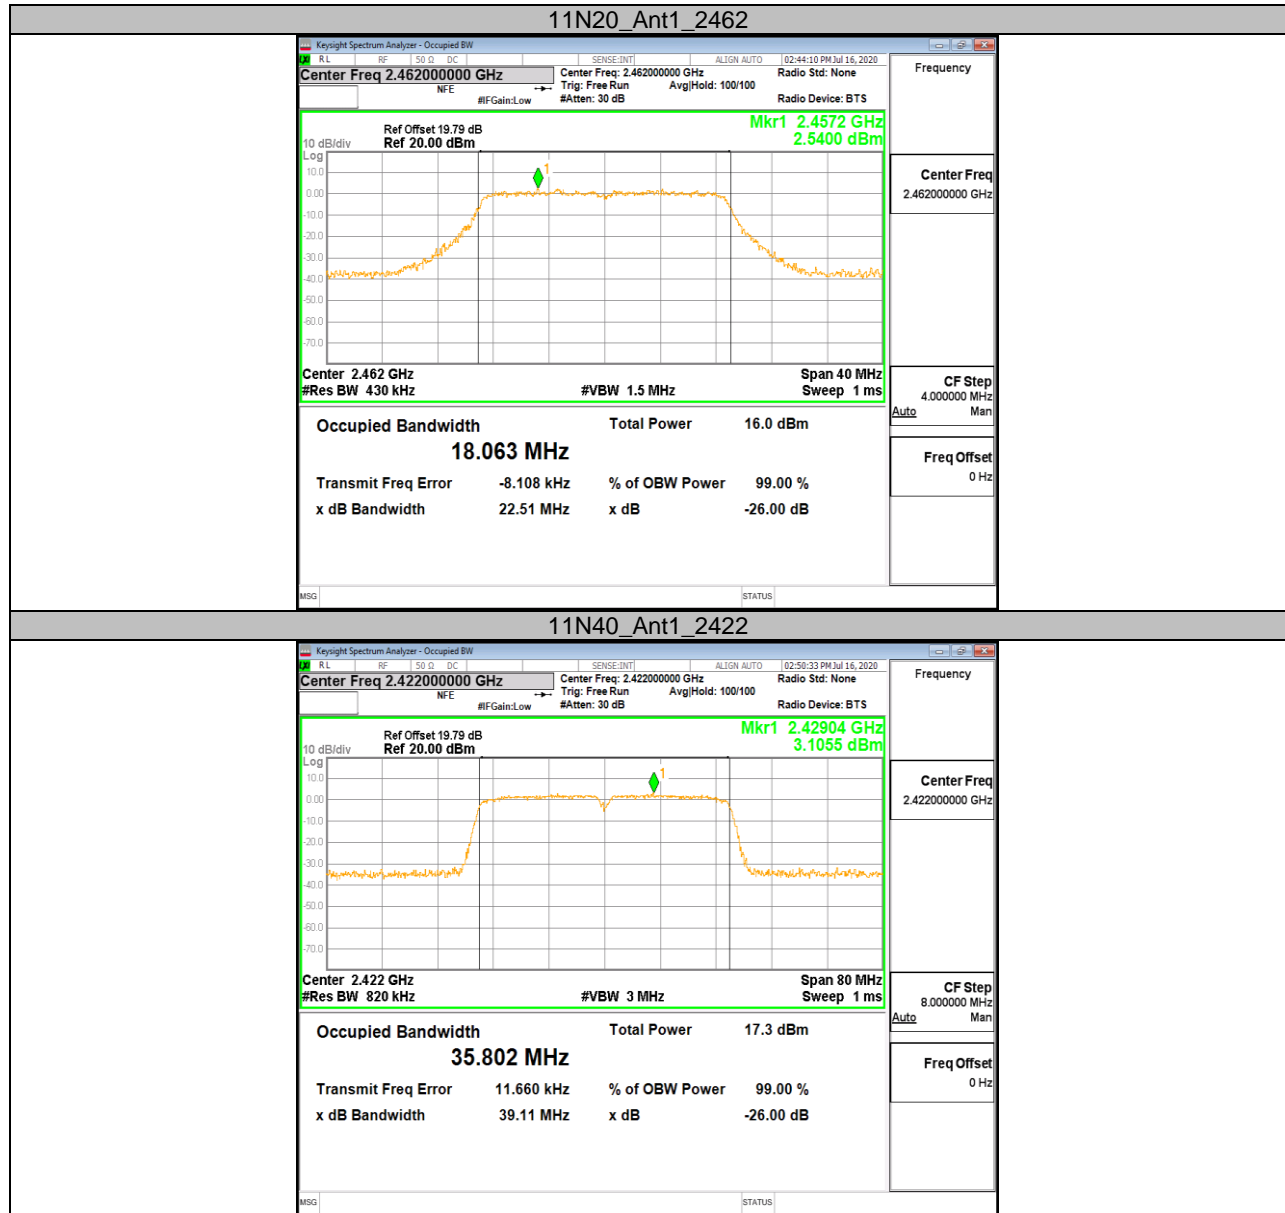 11N20_Ant1_2462
Keysight Spectrum Analyzer - Occupied BW
RL RF 50 Ω DC SENSE:INT ALIGN AUTO 02:44:10 PM Jul 16, 2020
Center Freq 2.462000000 GHz Center Freq: 2.462000000 GHz Radio Std: None Frequency
NFE Trig: Free Run Avg|Hold: 100/100
#IFGain:Low #Atten: 30 dB Radio Device: BTS
Mkr1 2.4572 GHz
2.5400 dBm
Ref Offset 19.79 dB
10 dB/div Ref 20.00 dBm
Log
1
10.0
0.00
-10.0
-20.0
-30.0
-40.0
-50.0
-60.0
-70.0
Center Freq
2.462000000 GHz
Center 2.462 GHz Span 40 MHz
#Res BW 430 kHz #VBW 1.5 MHz Sweep 1 ms
CF Step
4.000000 MHz
Auto Man
Occupied Bandwidth Total Power 16.0 dBm
18.063 MHz
Freq Offset
0 Hz
Transmit Freq Error -8.108 kHz % of OBW Power 99.00 %
x dB Bandwidth 22.51 MHz x dB -26.00 dB
MSG STATUS
11N40_Ant1_2422
Keysight Spectrum Analyzer - Occupied BW
RL RF 50 Ω DC SENSE:INT ALIGN AUTO 02:50:33 PM Jul 16, 2020
Center Freq 2.422000000 GHz Center Freq: 2.422000000 GHz Radio Std: None Frequency
NFE Trig: Free Run Avg|Hold: 100/100
#IFGain:Low #Atten: 30 dB Radio Device: BTS
Mkr1 2.42904 GHz
3.1055 dBm
Ref Offset 19.79 dB
10 dB/div Ref 20.00 dBm
Log
1
10.0
0.00
-10.0
-20.0
-30.0
-40.0
-50.0
-60.0
-70.0
Center Freq
2.422000000 GHz
Center 2.422 GHz Span 80 MHz
#Res BW 820 kHz #VBW 3 MHz Sweep 1 ms
CF Step
8.000000 MHz
Auto Man
Occupied Bandwidth Total Power 17.3 dBm
35.802 MHz
Freq Offset
0 Hz
Transmit Freq Error 11.660 kHz % of OBW Power 99.00 %
x dB Bandwidth 39.11 MHz x dB -26.00 dB
MSG STATUS